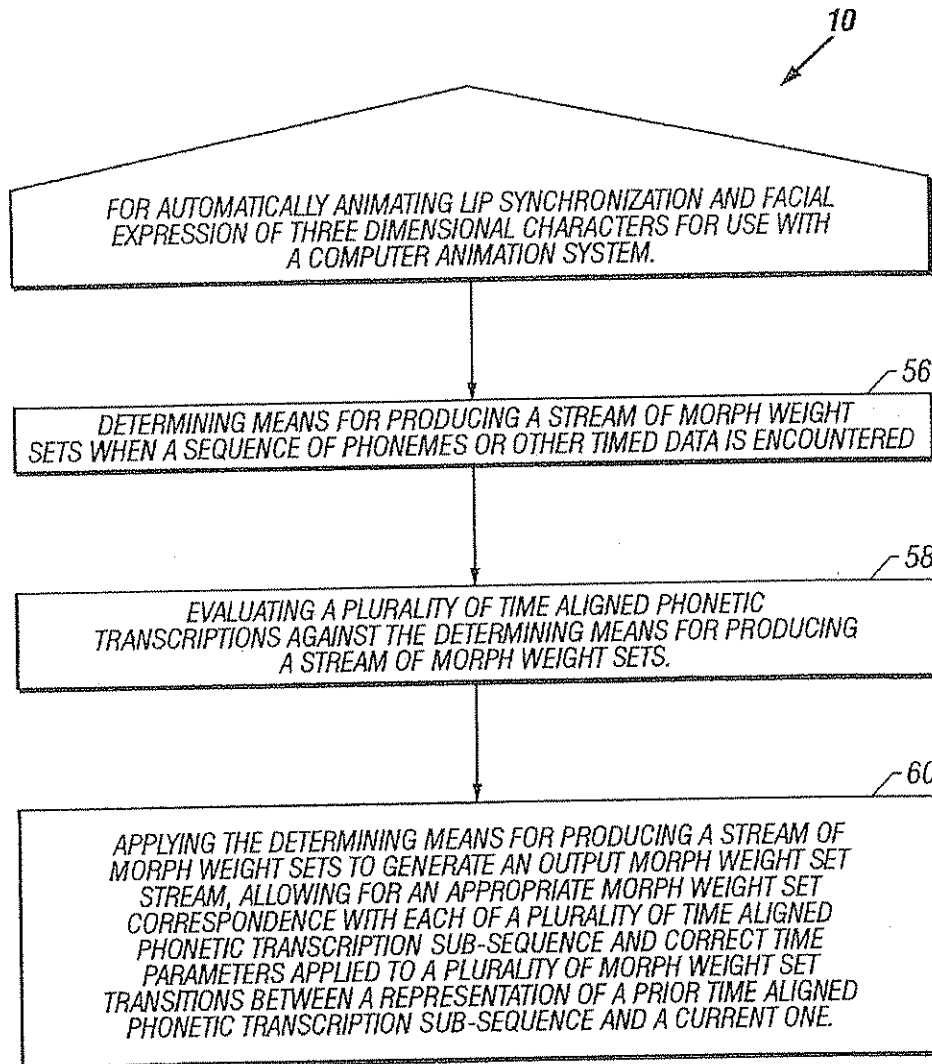 10
FOR AUTOMATICALLY ANIMATING LIP SYNCHRONIZATION AND FACIAL
EXPRESSION OF THREE DIMENSIONAL CHARACTERS FOR USE WITH
A COMPUTER ANIMATION SYSTEM.
56
DETERMINING MEANS FOR PRODUCING A STREAM OF MORPH WEIGHT
SETS WHEN A SEQUENCE OF PHONEMES OR OTHER TIMED DATA IS ENCOUNTERED
58
EVALUATING A PLURALITY OF TIME ALIGNED PHONETIC
TRANSCRIPTIONS AGAINST THE DETERMINING MEANS FOR PRODUCING
A STREAM OF MORPH WEIGHT SETS.
60
APPLYING THE DETERMINING MEANS FOR PRODUCING A STREAM OF
MORPH WEIGHT SETS TO GENERATE AN OUTPUT MORPH WEIGHT SET
STREAM, ALLOWING FOR AN APPROPRIATE MORPH WEIGHT SET
CORRESPONDENCE WITH EACH OF A PLURALITY OF TIME ALIGNED
PHONETIC TRANSCRIPTION SUB-SEQUENCE AND CORRECT TIME
PARAMETERS APPLIED TO A PLURALITY OF MORPH WEIGHT SET
TRANSITIONS BETWEEN A REPRESENTATION OF A PRIOR TIME ALIGNED
PHONETIC TRANSCRIPTION SUB-SEQUENCE AND A CURRENT ONE.